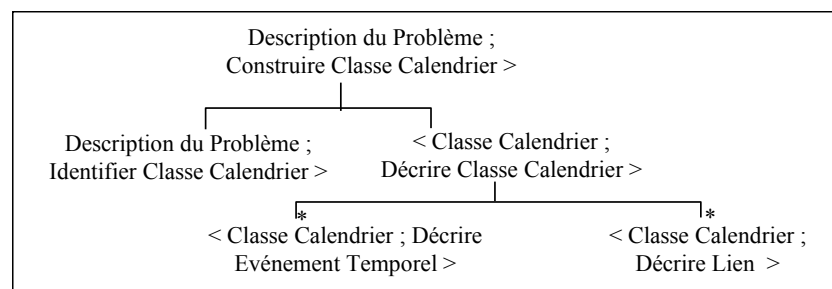 Description du Problème ;
Construire Classe Calendrier >
Description du Problème ;
Identifier Classe Calendrier >
< Classe Calendrier ;
Décrire Classe Calendrier >
*
< Classe Calendrier ; Décrire
Evénement Temporel >
*
< Classe Calendrier ;
Décrire Lien >